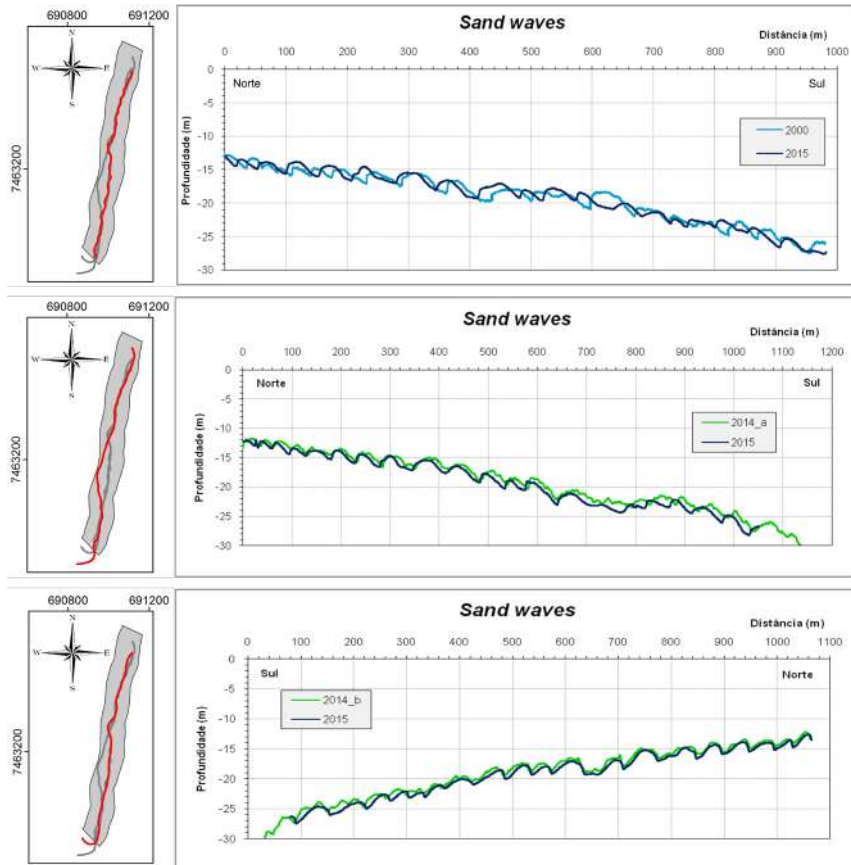 690800 691200
N
W E
S
7463200
Sand waves
Distância (m)
0 100 200 300 400 500 600 700 800 900 1000
Norte Sul
Profundidade (m)
0
-5
-10
-15
-20
-25
-30
2000
2015
690800 691200
N
W E
S
7463200
Sand waves
Distância (m)
0 100 200 300 400 500 600 700 800 900 1000 1100 1200
Norte Sul
Profundidade (m)
0
-5
-10
-15
-20
-25
-30
2014_a
2015
690800 691200
N
W E
S
7463200
Sand waves
Distância (m)
0 100 200 300 400 500 600 700 800 900 1000
Sul Norte
Profundidade (m)
0
-5
-10
-15
-20
-25
-30
2014_b
2015